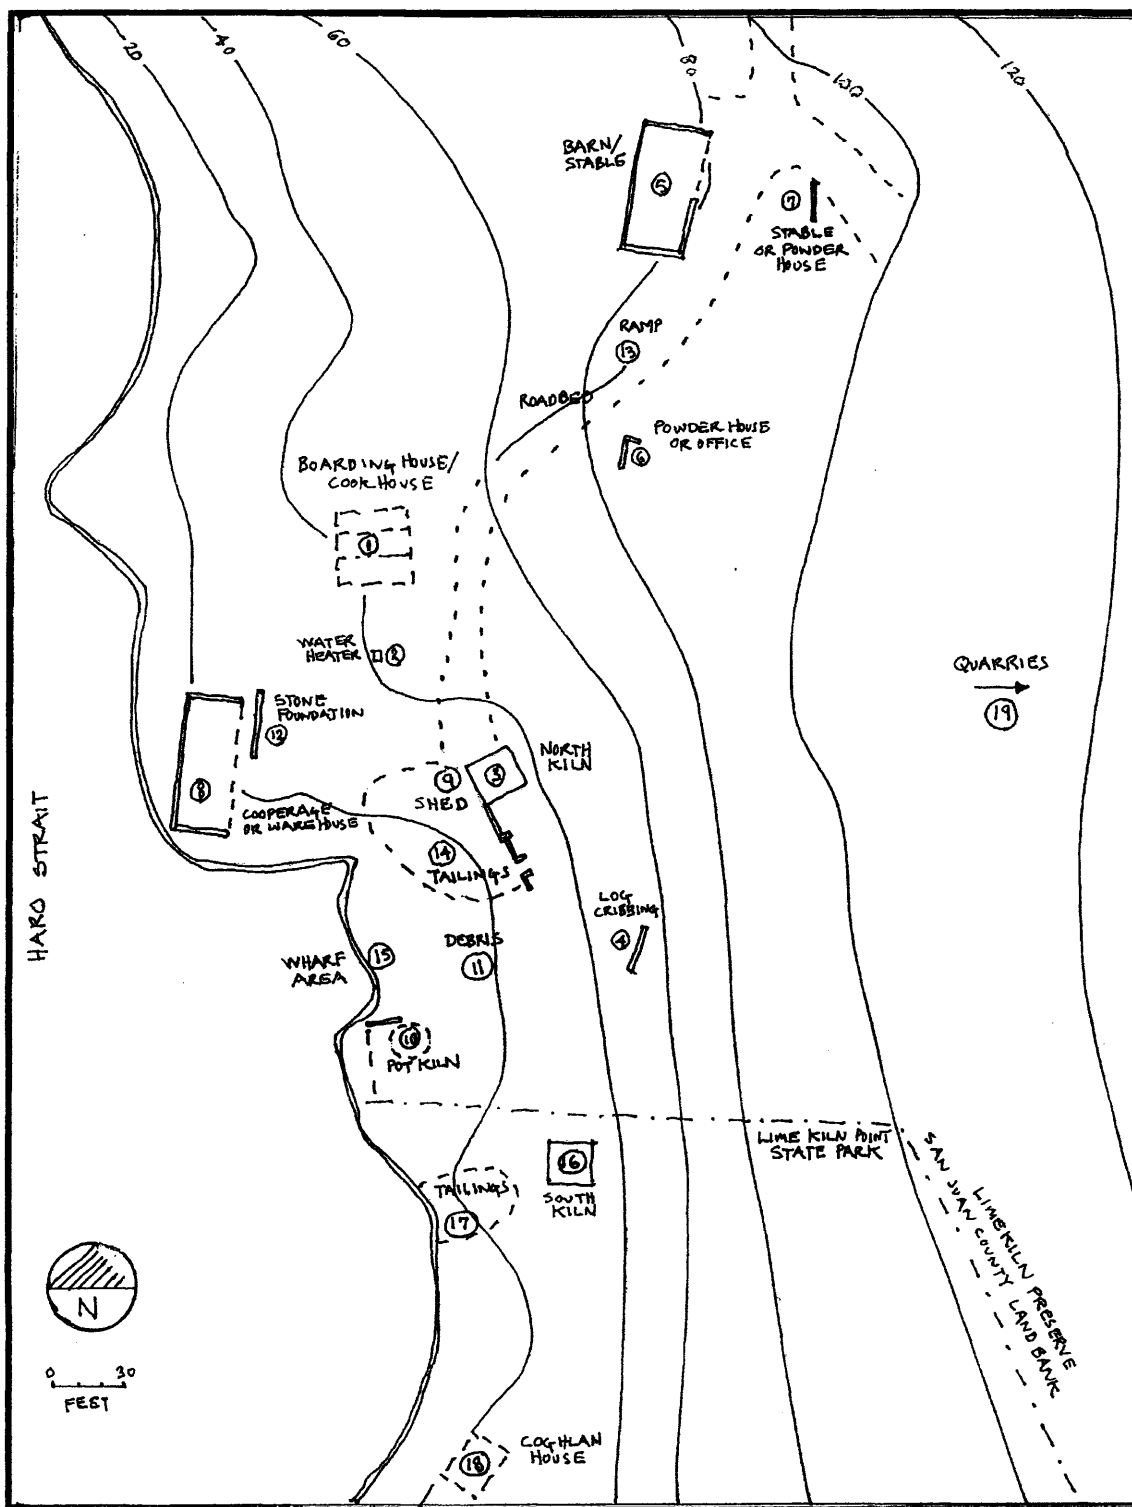 20
40
60
80
100
120
BARN/
STABLE
5
7
STABLE
OR POWDER
HOUSE
RAMP
13
ROADBED
POWDER HOUSE
OR OFFICE
6
BOARDING HOUSE/
COOKHOUSE
1
WATER
HEATER
2
QUARRIES
19
STONE
FOUNDATION
12
8
COOPERAGE
OR WAREHOUSE
NORTH
KILN
3
9
SHED
14
TAILINGS
HARO STRAIT
LOG
CRIBBING
4
DEBRIS
11
15
WHARF
AREA
10
POT KILN
LIME KILN POINT
STATE PARK
16
SOUTH
KILN
TAILINGS
17
LIMEKILN PRESERVE
SAN JUAN COUNTY LAND BANK
N
0 30
FEET
COGHLAN
HOUSE
18